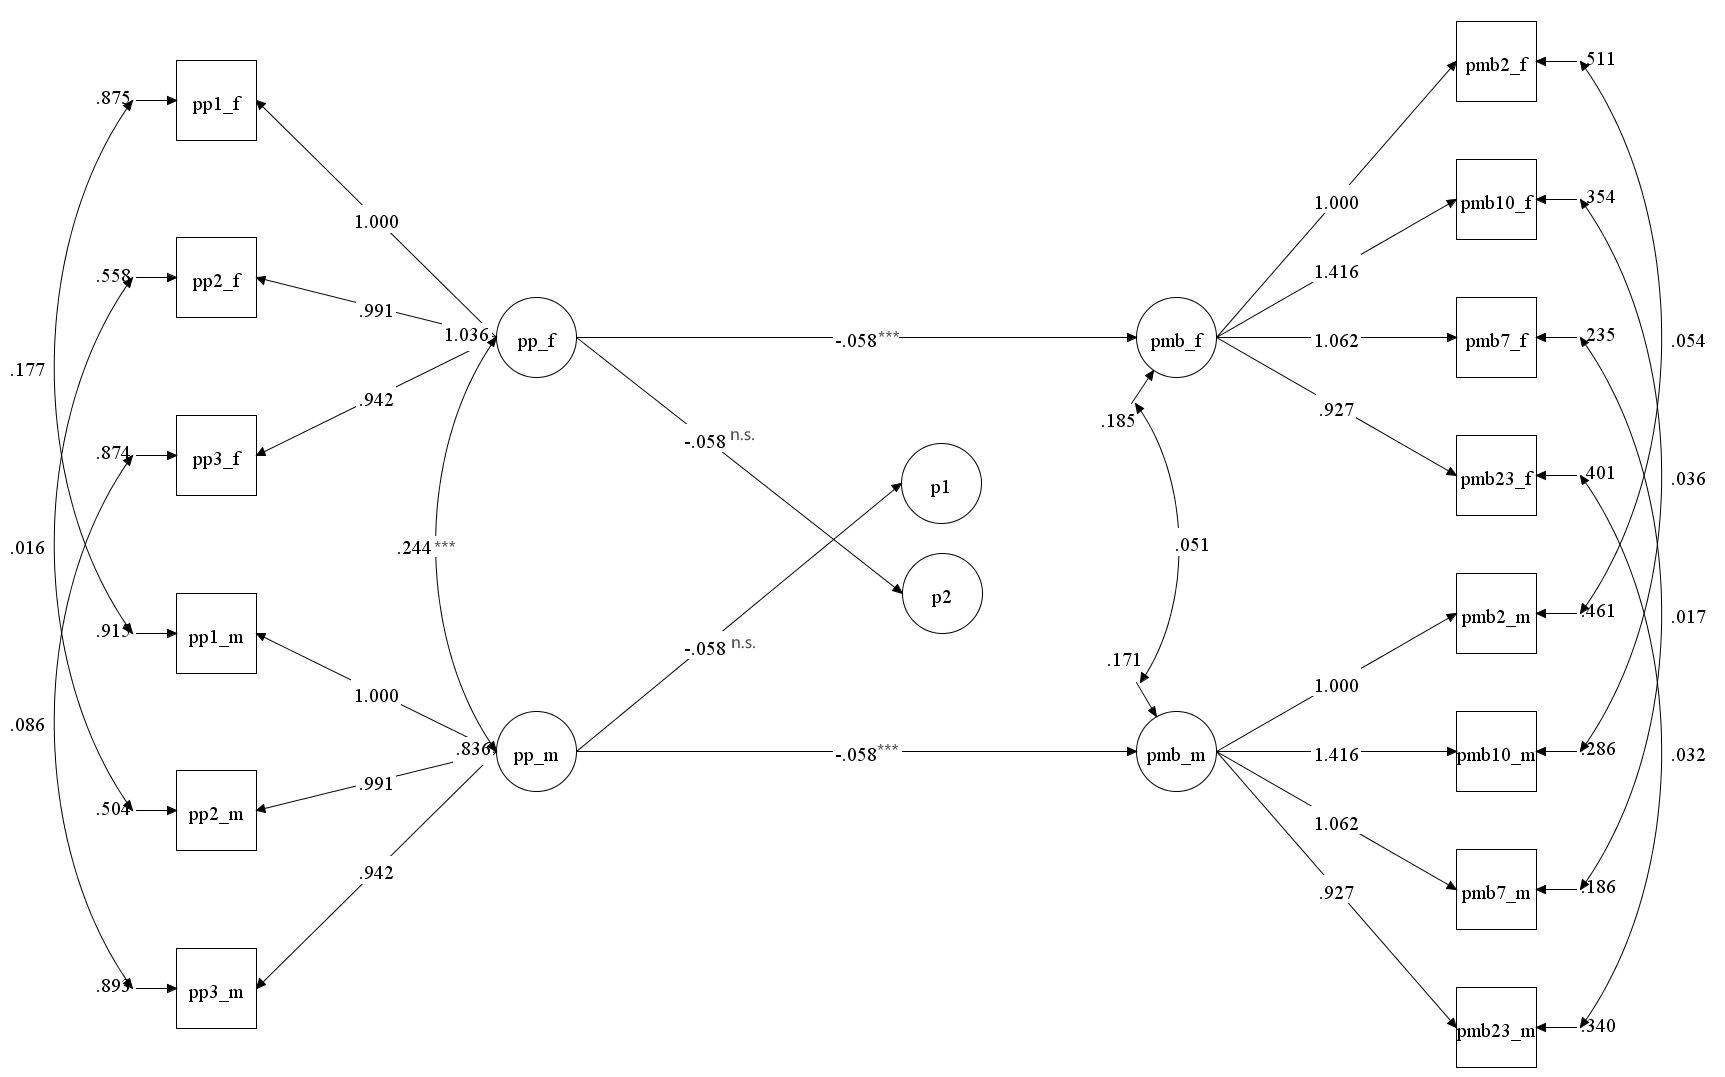 .875
pp1_f
.558
pp2_f
.874
pp3_f
.915
pp1_m
.504
pp2_m
.893
pp3_m
.177
.016
.086
1.000
.991
.942
1.000
.991
.942
1.036
pp_f
.836
pp_m
.244***
-.058***
-.058 n.s.
-.058 n.s.
-.058***
p1
p2
pmb_f
.185
.051
.171
pmb_m
1.000
1.416
1.062
.927
1.000
1.416
1.062
.927
pmb2_f
.511
pmb10_f
.354
pmb7_f
.235
pmb23_f
.401
pmb2_m
.461
pmb10_m
.286
pmb7_m
.186
pmb23_m
.340
.054
.036
.017
.032